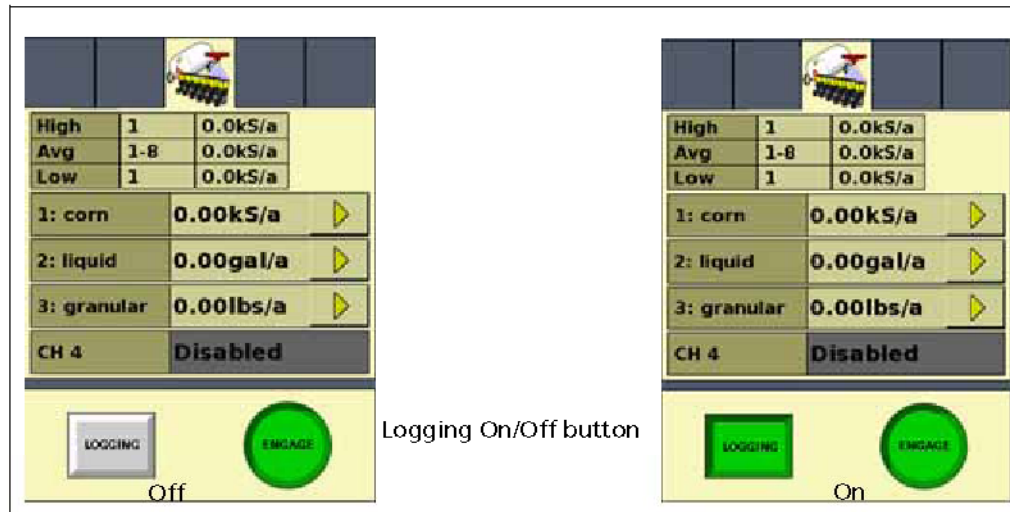 High 1 0.0kS/a
Avg 1-8 0.0kS/a
Low 1 0.0kS/a
1: corn 0.00kS/a
2: liquid 0.00gal/a
3: granular 0.00lbs/a
CH 4 Disabled
LOGGING ENGAGE
Off
Logging On/Off button
High 1 0.0kS/a
Avg 1-8 0.0kS/a
Low 1 0.0kS/a
1: corn 0.00kS/a
2: liquid 0.00gal/a
3: granular 0.00lbs/a
CH 4 Disabled
LOGGING ENGAGE
On